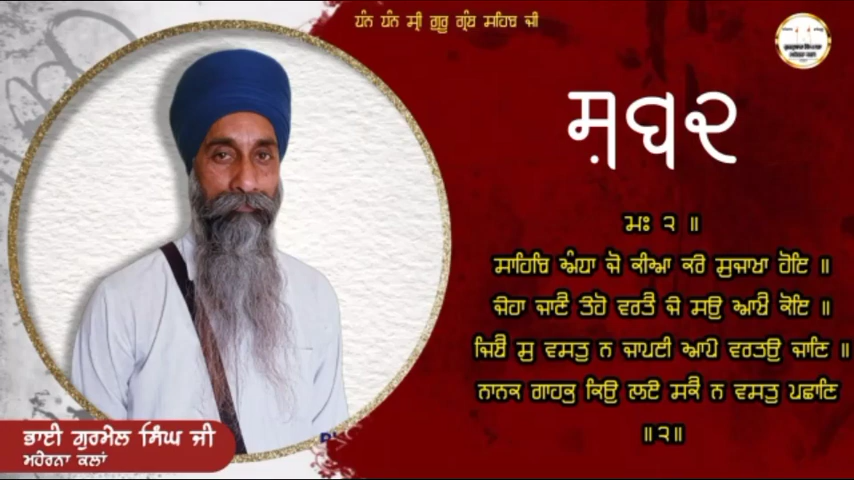 ਧੰਨ ਧੰਨ ਸ੍ਰੀ ਗੁਰੂ ਗ੍ਰੰਥ ਸਾਹਿਬ ਜੀ
ਸ਼ਬਦ
ਮਃ ੨ ॥
ਸਾਹਿਬਿ ਅੰਧਾ ਜੋ ਕੀਆ ਕਰੇ ਸੁਜਾਖਾ ਹੋਇ ॥
ਜੇਹਾ ਜਾਣੈ ਤੇਹੋ ਵਰਤੈ ਜੇ ਸਉ ਆਖੈ ਕੋਇ ॥
ਜਿਥੈ ਸੁ ਵਸਤੁ ਨ ਜਾਪਈ ਆਪੇ ਵਰਤਉ ਜਾਣਿ ॥
ਨਾਨਕ ਗਾਹਕੁ ਕਿਉ ਲਏ ਸਕੈ ਨ ਵਸਤੁ ਪਛਾਣਿ
॥੨॥
ਭਾਈ ਗੁਰਮੇਲ ਸਿੰਘ ਜੀ
ਮਹੇਰਨਾ ਕਲਾਂ